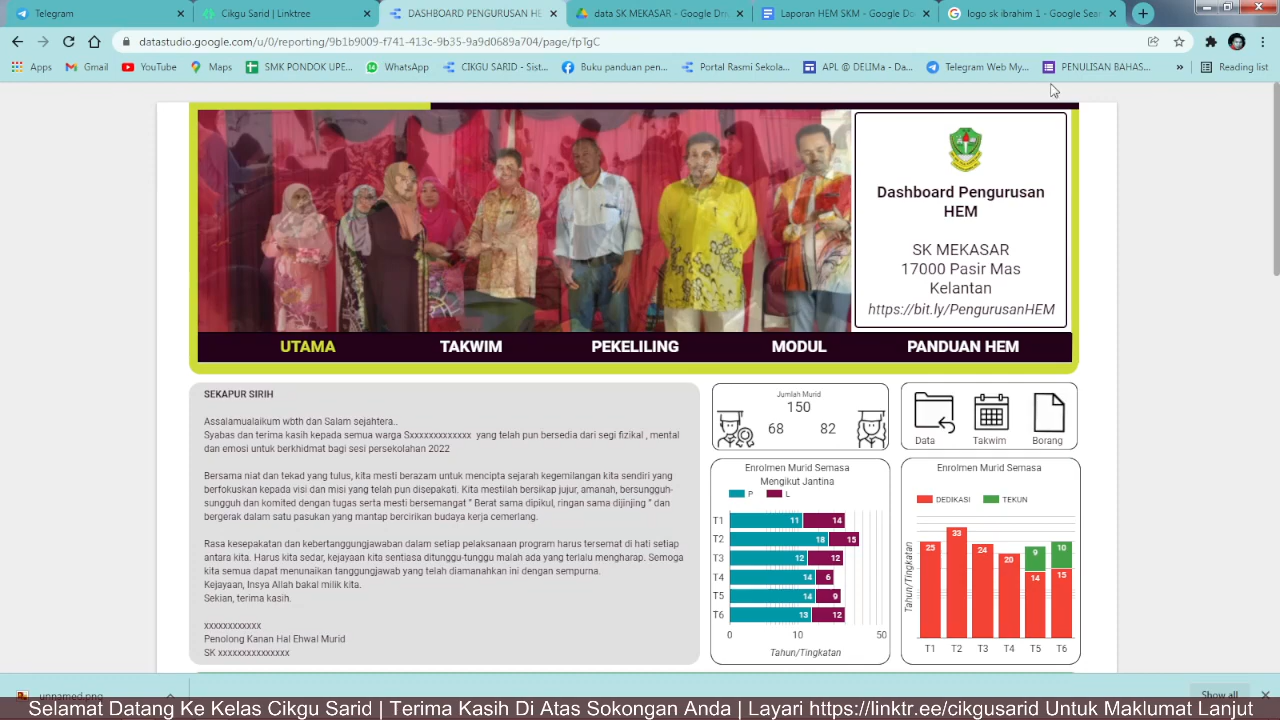 Telegram
Cikgu Sarid | Linktree
DASHBOARD PENGURUSAN HE
data SK MEKASAR - Google Dri
Laporan HEM SKM - Google Do
logo sk ibrahim 1 - Google Sear
datastudio.google.com/u/0/reporting/9b1b9009-f741-413c-9b35-9a9d0689a704/page/fpTgC
Apps
Gmail
YouTube
Maps
SMK PONDOK UPE...
WhatsApp
CIKGU SARID - Sist...
Buku panduan pen...
Portal Rasmi Sekola...
APL @ DELIMa - Da...
Telegram Web My...
PENULISAN BAHAS...
»
Reading list
Dashboard Pengurusan
HEM
SK MEKASAR
17000 Pasir Mas
Kelantan
https://bit.ly/PengurusanHEM
UTAMA TAKWIM PEKELILING MODUL PANDUAN HEM
SEKAPUR SIRIH
Assalamualaikum wbth dan Salam sejahtera..
Syabas dan terima kasih kepada semua warga Sxxxxxxxxxxxxx yang telah pun bersedia dari segi fizikal , mental
dan emosi untuk berkhidmat bagi sesi persekolahan 2022
Bersama niat dan tekad yang tulus, kita mesti berazam untuk mencipta sejarah kegemilangan kita sendiri yang
berfokuskan kepada visi dan misi yang telah pun disepakati. Kita mestilah bersikap jujur, amanah, bersungguh-
sungguh dan komited dengan tugas serta mesti bersemangat " Berat sama dipikul, ringan sama dijinjing " dan
bergerak dalam satu pasukan yang mantap bercirikan budaya kerja cemerlang.
Rasa kesepakatan dan kebertanggungjawaban dalam setiap pelaksanaan program harus tersemat di hati setiap
antara kita. Harus kita sedar, kejayaan kita sentiasa ditunggu-tunggu malah ada yang terlalu mengharap. Semoga
kita semua dapat menunaikan tanggungjawab yang telah diamanahkan ini dengan sempurna.
Kejayaan, Insya Allah bakal milik kita.
Sekian, terima kasih.
xxxxxxxxxxxx
Penolong Kanan Hal Ehwal Murid
SK xxxxxxxxxxxxxxx
Jumlah Murid
150
68 82
Data Takwim Borang
Enrolmen Murid Semasa
Mengikut Jantina
P L
T1 11 14
T2 18 15
T3 12 12
T4 14 6
T5 14 9
T6 13 12
0 10 50
Tahun/Tingkatan
Enrolmen Murid Semasa
DEDIKASI TEKUN
Tahun/Tingkatan
25 33 24 20 9 14 10 15
T1 T2 T3 T4 T5 T6
unnamed.png
Show all
Selamat Datang Ke Kelas Cikgu Sarid | Terima Kasih Di Atas Sokongan Anda | Layari https://linktr.ee/cikgusarid Untuk Maklumat Lanjut